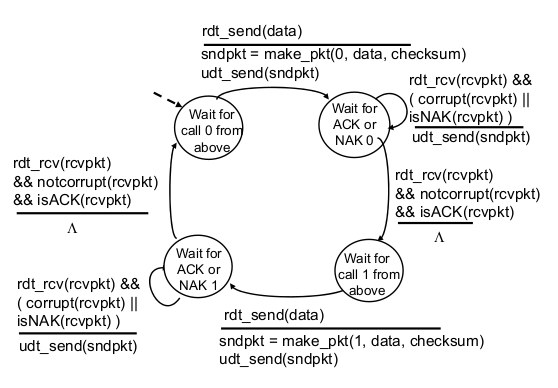 rdt_send(data)
sndpkt = make_pkt(0, data, checksum)
udt_send(sndpkt)
Wait for
call 0 from
above
Wait for
ACK or
NAK 0
rdt_rcv(rcvpkt) &&
( corrupt(rcvpkt) ||
isNAK(rcvpkt) )
udt_send(sndpkt)
rdt_rcv(rcvpkt)
&& notcorrupt(rcvpkt)
&& isACK(rcvpkt)
Λ
rdt_rcv(rcvpkt)
&& notcorrupt(rcvpkt)
&& isACK(rcvpkt)
Λ
Wait for
ACK or
NAK 1
Wait for
call 1 from
above
rdt_rcv(rcvpkt) &&
( corrupt(rcvpkt) ||
isNAK(rcvpkt) )
udt_send(sndpkt)
rdt_send(data)
sndpkt = make_pkt(1, data, checksum)
udt_send(sndpkt)